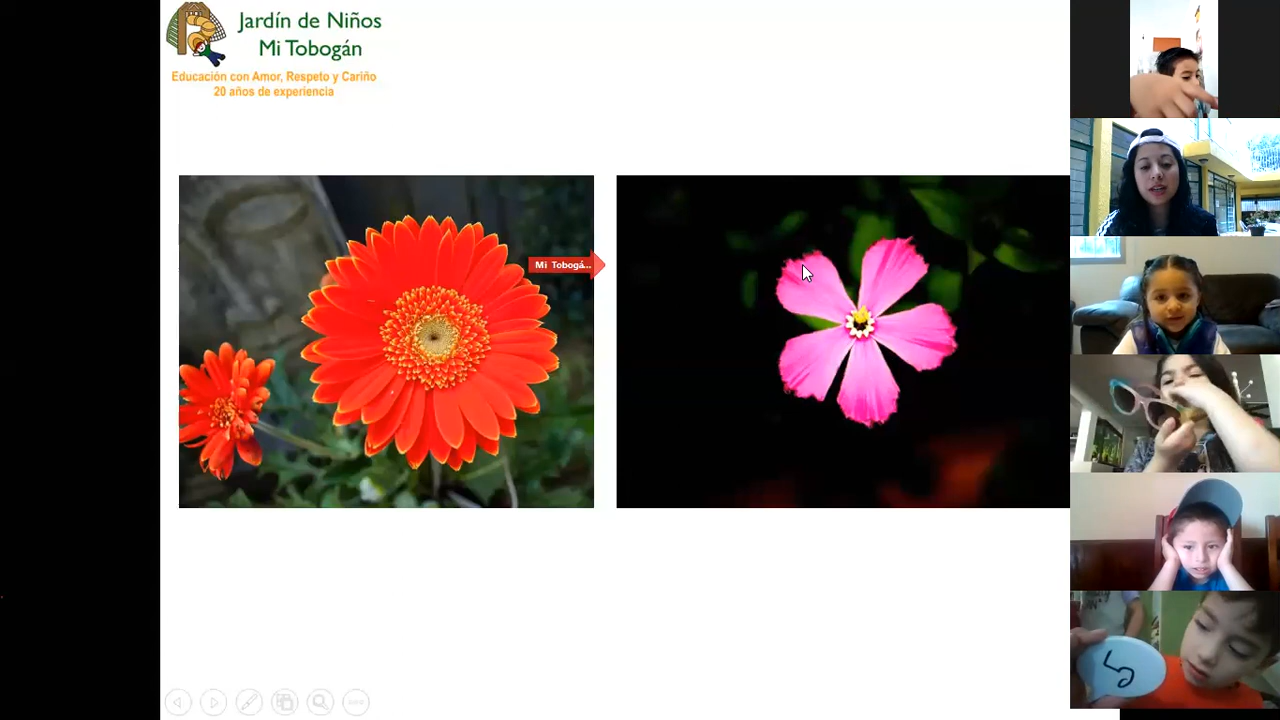 Jardín de Niños
Mi Tobogán
Educación con Amor, Respeto y Cariño
20 años de experiencia
Mi Tobogá...
5